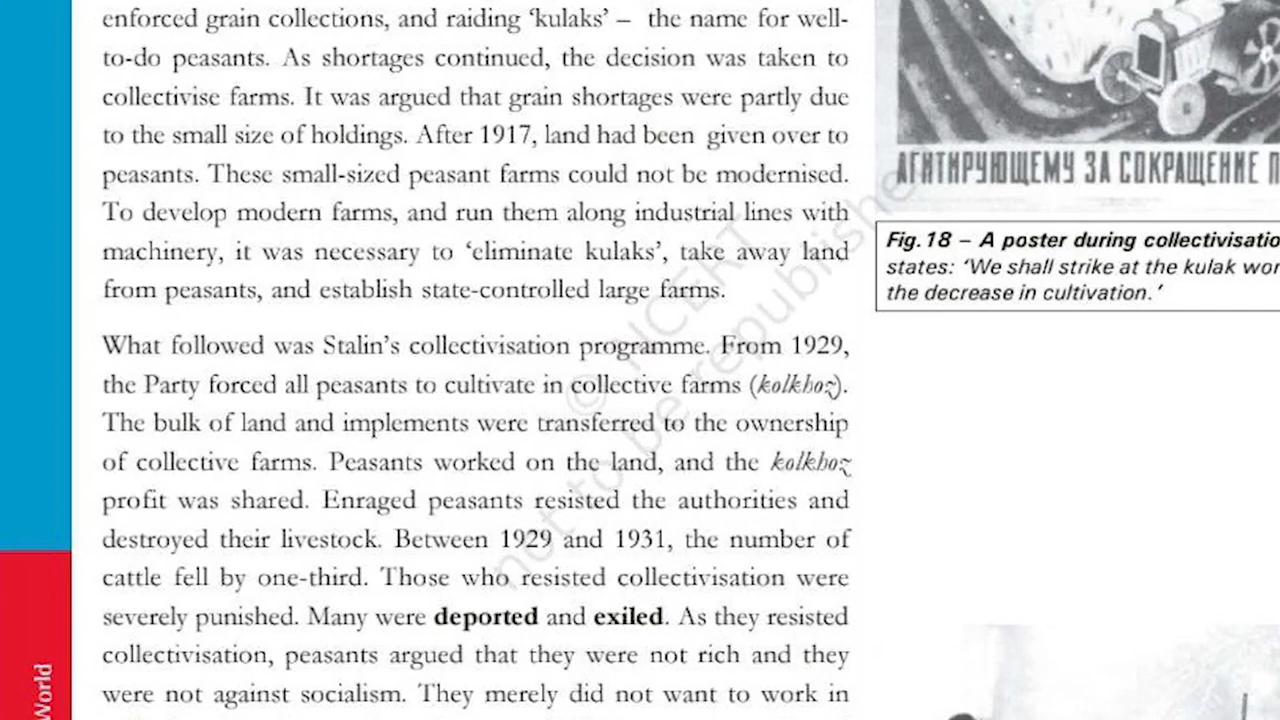 enforced grain collections, and raiding ‘kulaks’ – the name for well-
to-do peasants. As shortages continued, the decision was taken to
collectivise farms. It was argued that grain shortages were partly due
to the small size of holdings. After 1917, land had been given over to
peasants. These small-sized peasant farms could not be modernised.
To develop modern farms, and run them along industrial lines with
machinery, it was necessary to ‘eliminate kulaks’, take away land
from peasants, and establish state-controlled large farms.
What followed was Stalin’s collectivisation programme. From 1929,
the Party forced all peasants to cultivate in collective farms (kolkhoz).
The bulk of land and implements were transferred to the ownership
of collective farms. Peasants worked on the land, and the kolkhoz
profit was shared. Enraged peasants resisted the authorities and
destroyed their livestock. Between 1929 and 1931, the number of
cattle fell by one-third. Those who resisted collectivisation were
severely punished. Many were deported and exiled. As they resisted
collectivisation, peasants argued that they were not rich and they
were not against socialism. They merely did not want to work in
АГИТИРУЮЩЕМУ ЗА СОКРАЩЕНИЕ П
Fig.18 – A poster during collectivisatio
states: ‘We shall strike at the kulak wor
the decrease in cultivation.’
© NCERT
not to be republishe
World